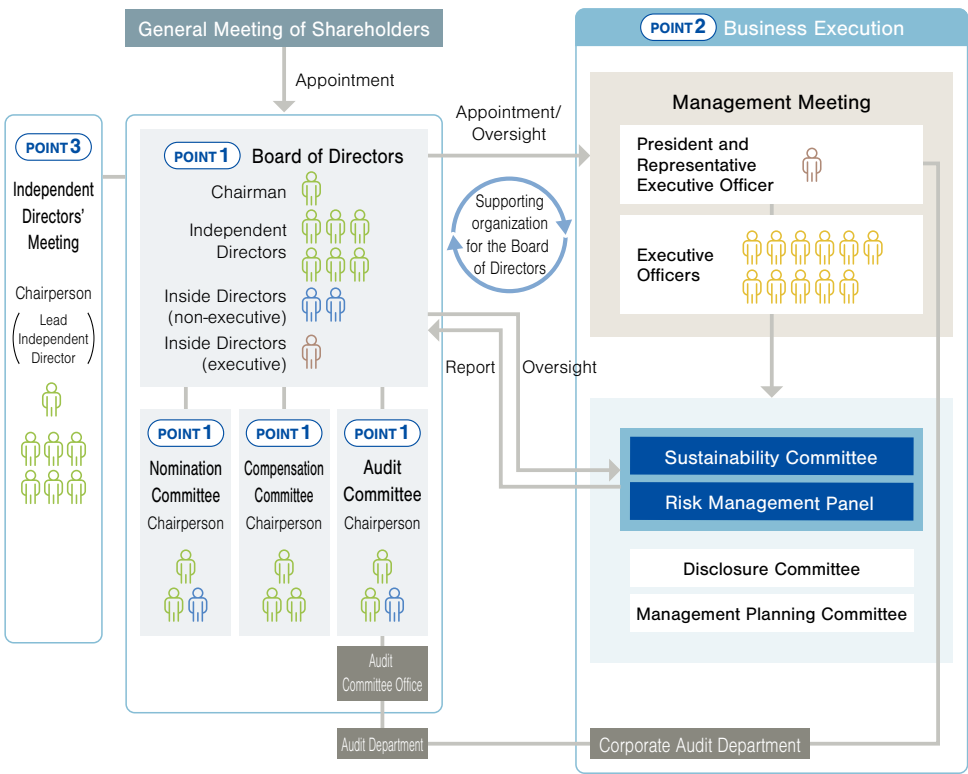 General Meeting of Shareholders
Appointment
POINT 3
Independent
Directors'
Meeting
Chairperson
Lead
Independent
Director
POINT 1 Board of Directors
Chairman
Independent
Directors
Inside Directors
(non-executive)
Inside Directors
(executive)
POINT 1
Nomination
Committee
Chairperson
POINT 1
Compensation
Committee
Chairperson
POINT 1
Audit
Committee
Chairperson
Audit
Committee Office
Audit Department
Appointment/
Oversight
Supporting
organization
for the Board
of Directors
Report
Oversight
POINT 2 Business Execution
Management Meeting
President and
Representative
Executive Officer
Executive
Officers
Sustainability Committee
Risk Management Panel
Disclosure Committee
Management Planning Committee
Corporate Audit Department